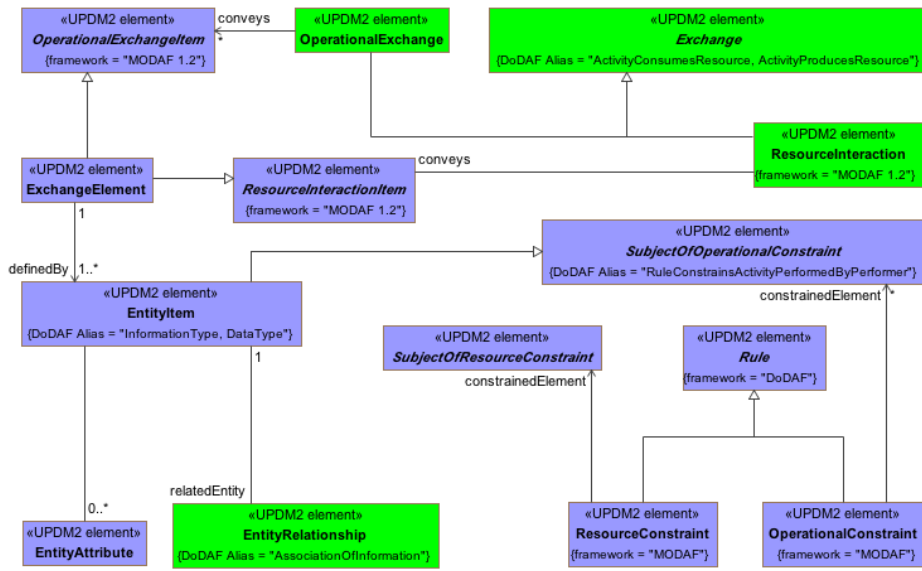 «UPDM2 element»
OperationalExchangeItem
{framework = "MODAF 1.2"}
conveys
*
«UPDM2 element»
OperationalExchange
«UPDM2 element»
Exchange
{DoDAF Alias = "ActivityConsumesResource, ActivityProducesResource"}
«UPDM2 element»
ResourceInteraction
{framework = "MODAF 1.2"}
«UPDM2 element»
ExchangeElement
«UPDM2 element»
ResourceInteractionItem
{framework = "MODAF 1.2"}
conveys
1
definedBy
1..*
«UPDM2 element»
SubjectOfOperationalConstraint
{DoDAF Alias = "RuleConstrainsActivityPerformedByPerformer"}
constrainedElement
*
«UPDM2 element»
EntityItem
{DoDAF Alias = "InformationType, DataType"}
1
«UPDM2 element»
SubjectOfResourceConstraint
constrainedElement
«UPDM2 element»
Rule
{framework = "DoDAF"}
relatedEntity
0..*
«UPDM2 element»
EntityAttribute
«UPDM2 element»
EntityRelationship
{DoDAF Alias = "AssociationOfInformation"}
«UPDM2 element»
ResourceConstraint
{framework = "MODAF"}
«UPDM2 element»
OperationalConstraint
{framework = "MODAF"}